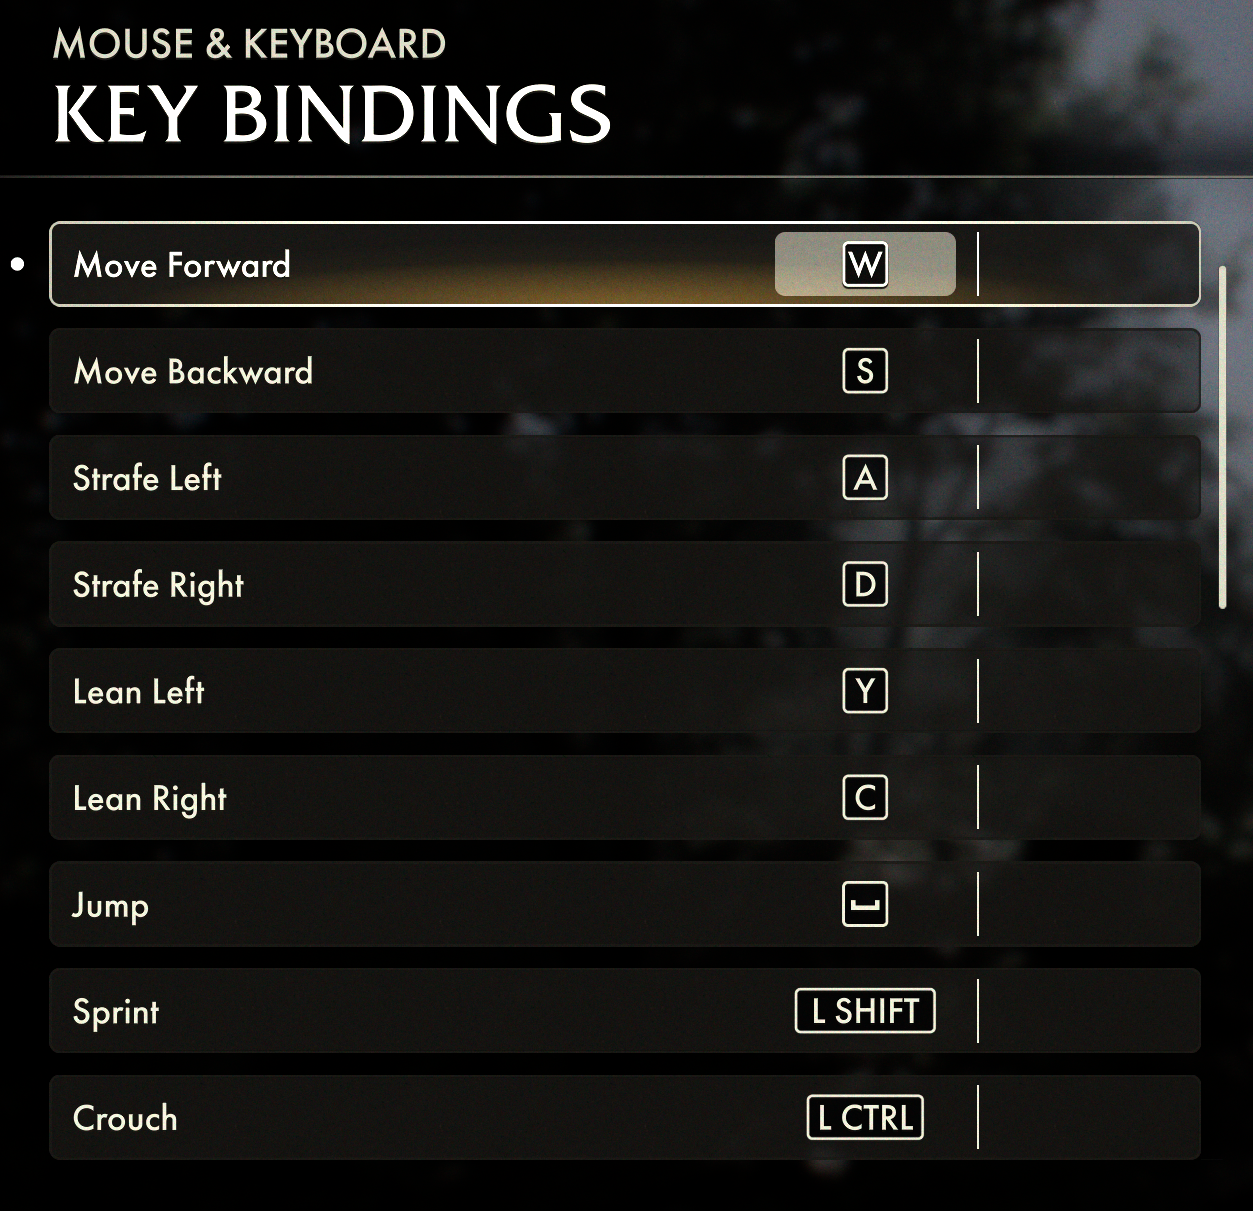 MOUSE & KEYBOARD
KEY BINDINGS
Move Forward W
Move Backward S
Strafe Left A
Strafe Right D
Lean Left Y
Lean Right C
Jump
Sprint L SHIFT
Crouch L CTRL